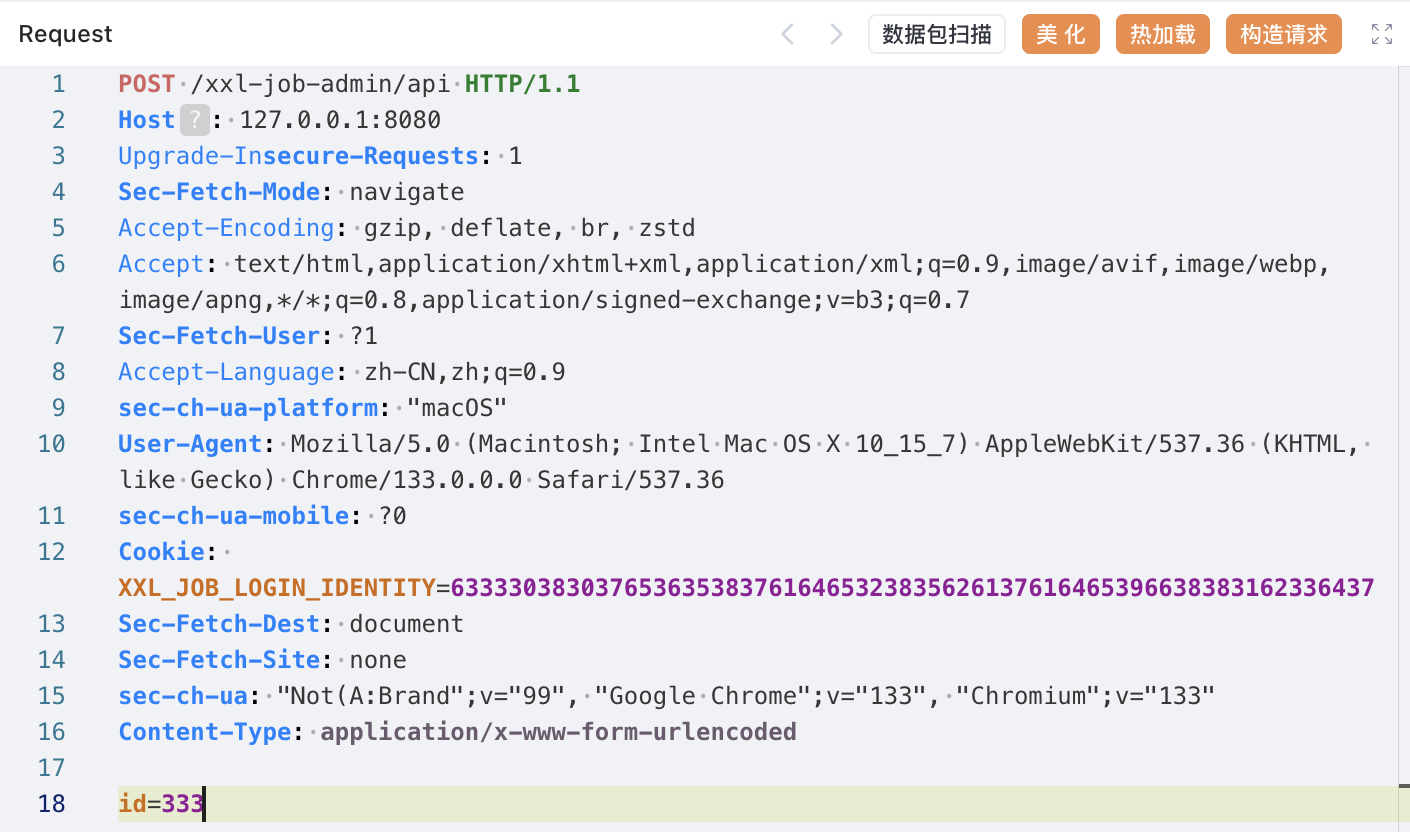 Request 数据包扫描 美 化 热加载 构造请求
1 POST /xxl-job-admin/api HTTP/1.1
2 Host ? : 127.0.0.1:8080
3 Upgrade-Insecure-Requests: 1
4 Sec-Fetch-Mode: navigate
5 Accept-Encoding: gzip, deflate, br, zstd
6 Accept: text/html,application/xhtml+xml,application/xml;q=0.9,image/avif,image/webp,
image/apng,*/*;q=0.8,application/signed-exchange;v=b3;q=0.7
7 Sec-Fetch-User: ?1
8 Accept-Language: zh-CN,zh;q=0.9
9 sec-ch-ua-platform: "macOS"
10 User-Agent: Mozilla/5.0 (Macintosh; Intel Mac OS X 10_15_7) AppleWebKit/537.36 (KHTML,
like Gecko) Chrome/133.0.0.0 Safari/537.36
11 sec-ch-ua-mobile: ?0
12 Cookie:
XXL_JOB_LOGIN_IDENTITY=6333303830376536353837616465323835626137616465396638383162336437
13 Sec-Fetch-Dest: document
14 Sec-Fetch-Site: none
15 sec-ch-ua: "Not(A:Brand";v="99", "Google Chrome";v="133", "Chromium";v="133"
16 Content-Type: application/x-www-form-urlencoded
17
18 id=333